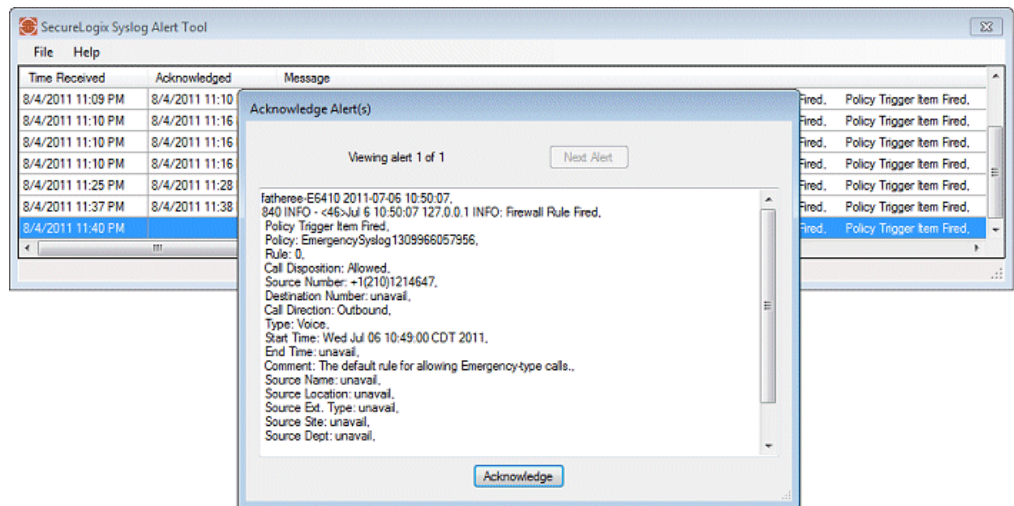 SecureLogix Syslog Alert Tool
File Help
Time Received Acknowledged Message
8/4/2011 11:09 PM 8/4/2011 11:10 Fired, Policy Trigger Item Fired,
8/4/2011 11:10 PM 8/4/2011 11:16 Fired, Policy Trigger Item Fired,
8/4/2011 11:10 PM 8/4/2011 11:16 Fired, Policy Trigger Item Fired,
8/4/2011 11:10 PM 8/4/2011 11:16 Fired, Policy Trigger Item Fired,
8/4/2011 11:25 PM 8/4/2011 11:28 Fired, Policy Trigger Item Fired,
8/4/2011 11:37 PM 8/4/2011 11:38 Fired, Policy Trigger Item Fired,
8/4/2011 11:40 PM Fired, Policy Trigger Item Fired,
Acknowledge Alert(s)
Viewing alert 1 of 1 Next Alert
fatheree-E6410 2011-07-06 10:50:07,
840 INFO - <46>Jul 6 10:50:07 127.0.0.1 INFO: Firewall Rule Fired,
Policy Trigger Item Fired,
Policy: EmergencySyslog1309966057956,
Rule: 0,
Call Disposition: Allowed,
Source Number: +1(210)1214647,
Destination Number: unavail,
Call Direction: Outbound,
Type: Voice,
Start Time: Wed Jul 06 10:49:00 CDT 2011,
End Time: unavail,
Comment: The default rule for allowing Emergency-type calls.,
Source Name: unavail,
Source Location: unavail,
Source Ext. Type: unavail,
Source Site: unavail,
Source Dept: unavail,
Acknowledge